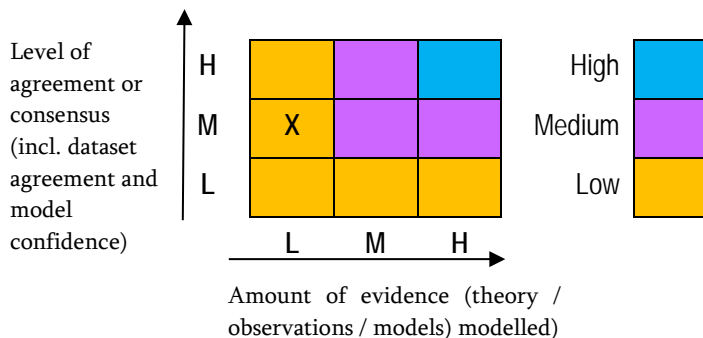 Level of
agreement or
consensus
(incl. dataset
agreement and
model
confidence)
H
M
X
L
L M H
Amount of evidence (theory /
observations / models) modelled)
High
Medium
Low